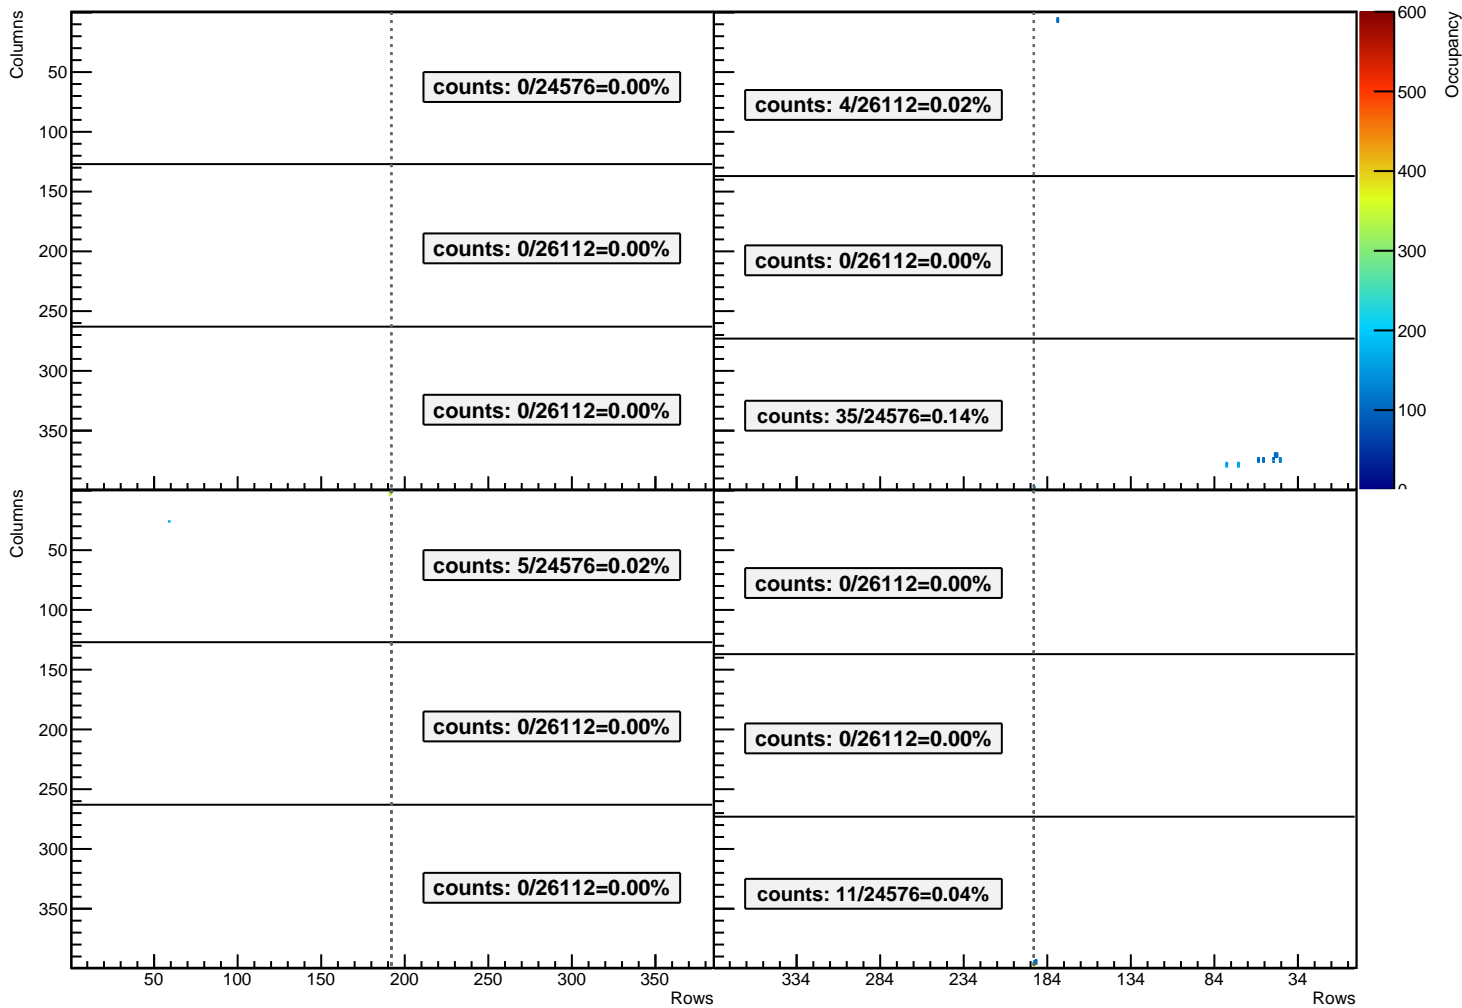 Columns
50
100
150
200
250
300
350
counts: 0/24576=0.00%
counts: 0/26112=0.00%
counts: 0/26112=0.00%
counts: 4/26112=0.02%
counts: 0/26112=0.00%
counts: 35/24576=0.14%
600
500
400
300
200
100
0
Occupancy
Columns
50
100
150
200
250
300
350
counts: 5/24576=0.02%
counts: 0/26112=0.00%
counts: 0/26112=0.00%
50 100 150 200 250 300 350
Rows
counts: 0/26112=0.00%
counts: 0/26112=0.00%
counts: 11/24576=0.04%
334 284 234 184 134 84 34
Rows